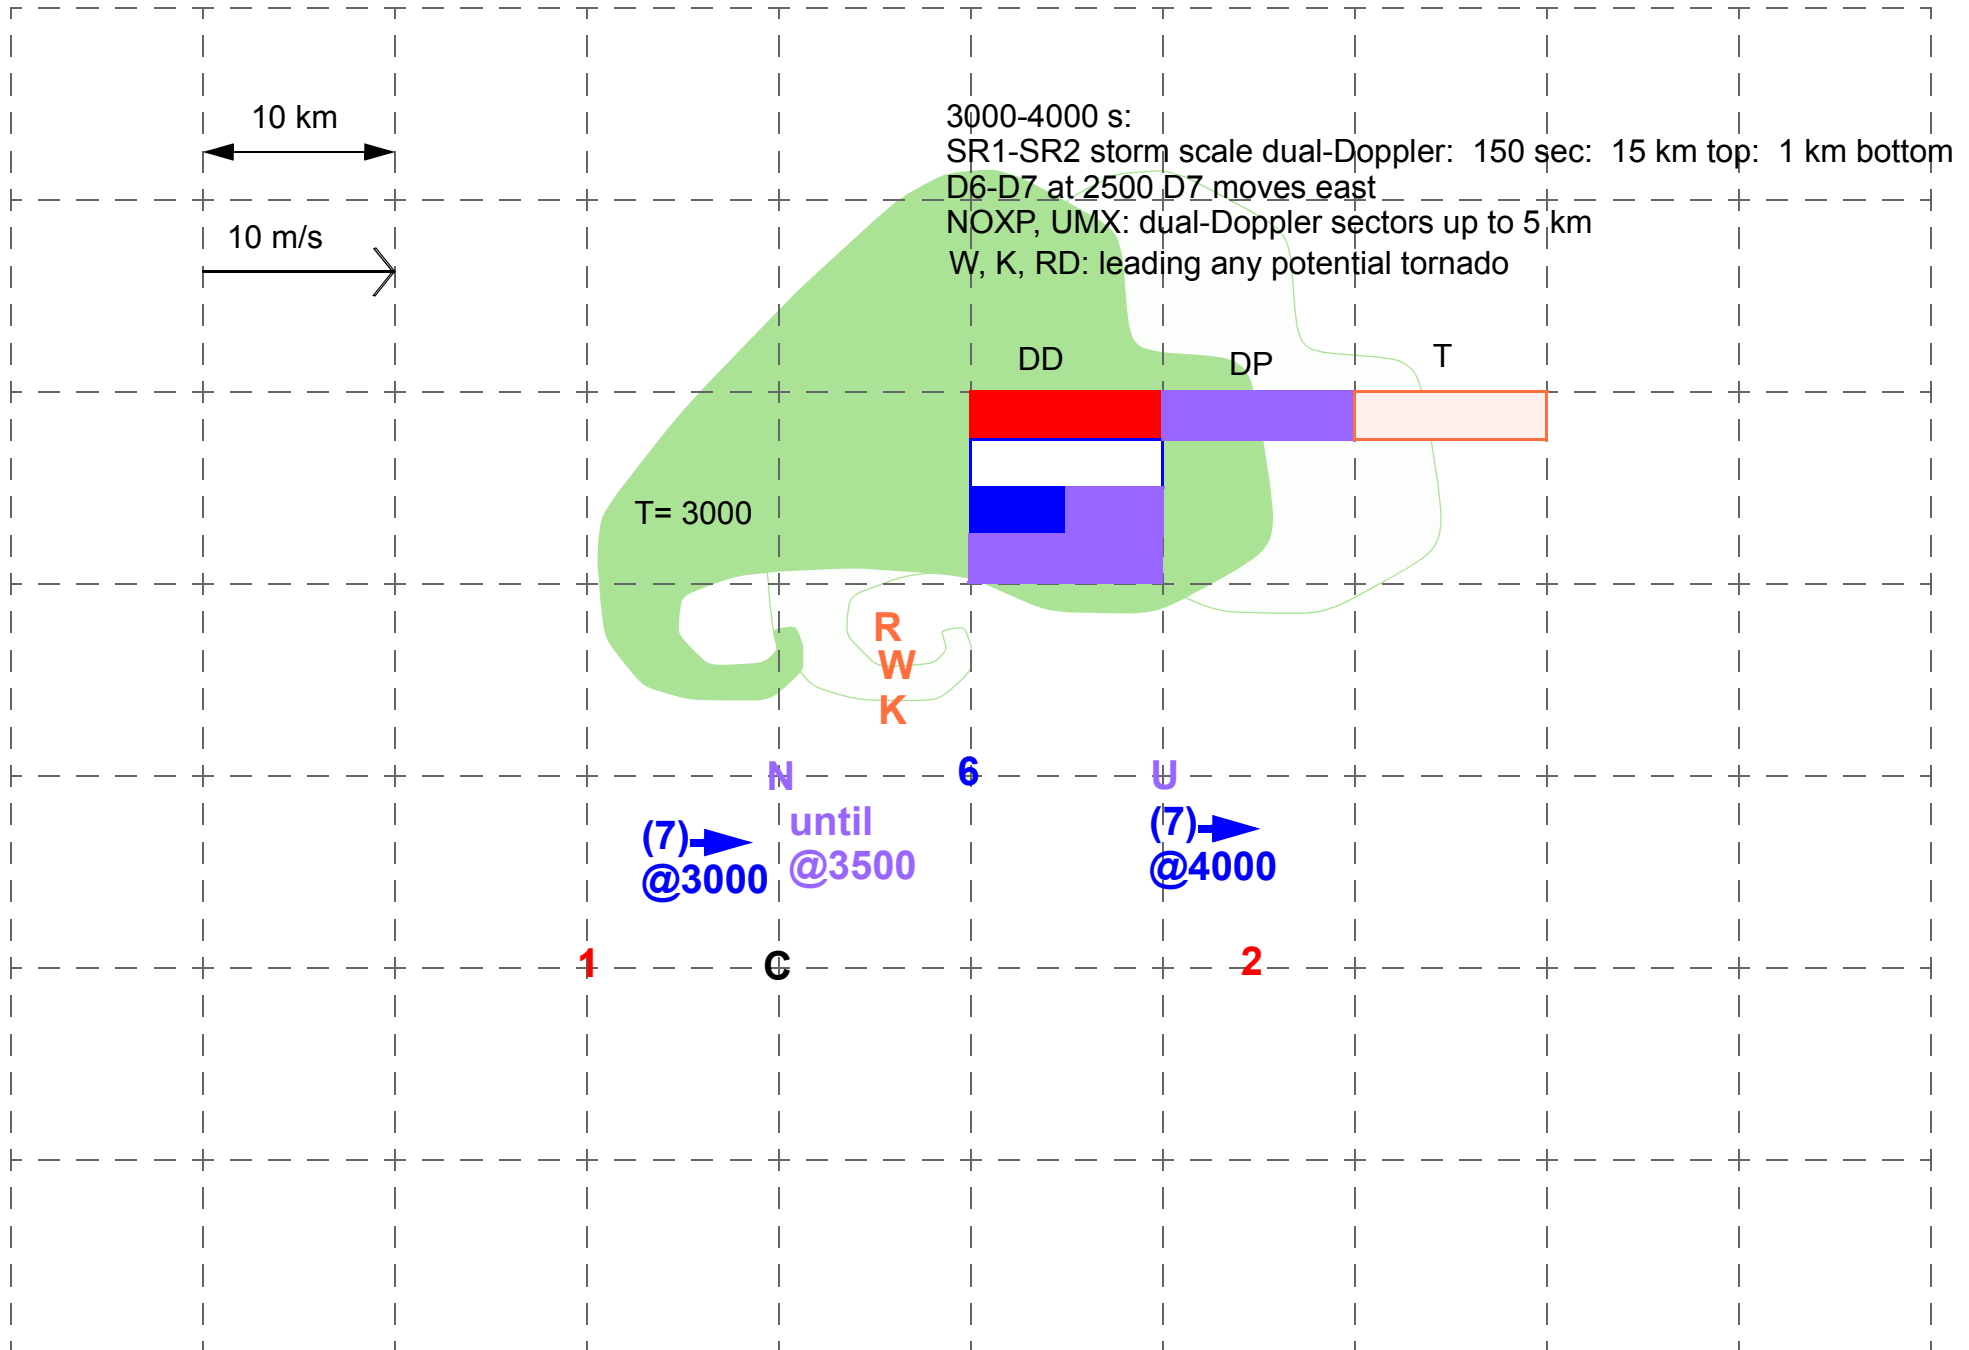 10 km
10 m/s
3000-4000 s:
SR1-SR2 storm scale dual-Doppler: 150 sec: 15 km top: 1 km bottom
D6-D7 at 2500 D7 moves east
NOXP, UMX: dual-Doppler sectors up to 5 km
W, K, RD: leading any potential tornado
DD
DP
T
T= 3000
R
W
K
N
6
U
until
@3500
(7)
@3000
(7)
@4000
1
C
2